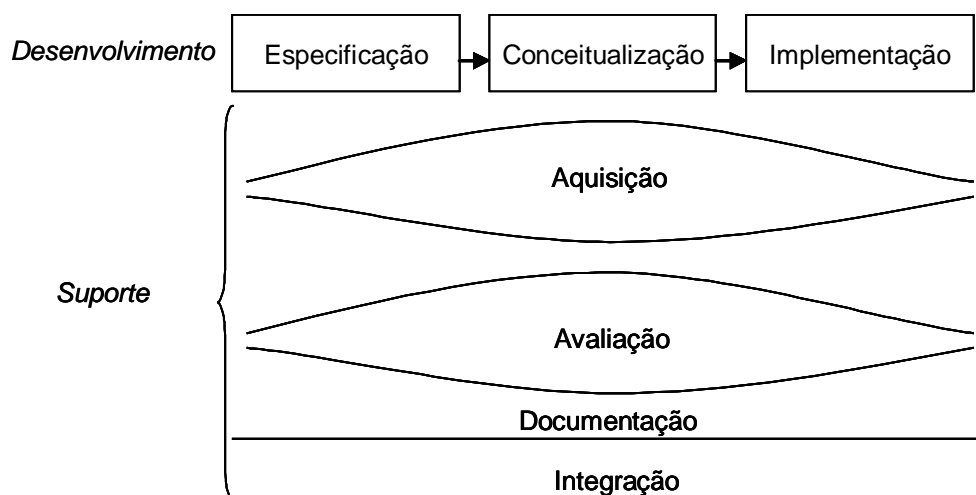 Desenvolvimento
Especificação
Conceitualização
Implementação
Aquisição
Suporte
Avaliação
Documentação
Integração